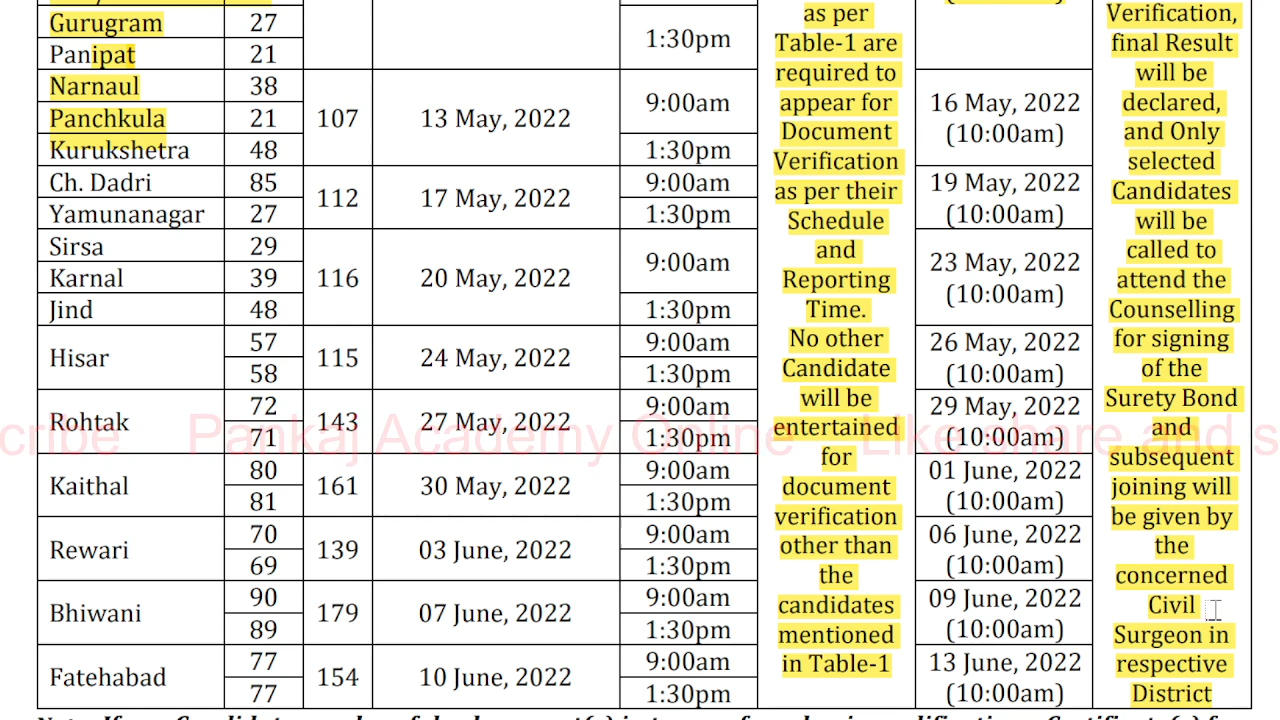 Gurugram 27
1:30pm
Panipat 21
Narnaul 38
107 13 May, 2022 9:00am 16 May, 2022
(10:00am)
Panchkula 21
Kurukshetra 48 1:30pm
Ch. Dadri 85
112 17 May, 2022 9:00am 19 May, 2022
(10:00am)
Yamunanagar 27 1:30pm
Sirsa 29
116 20 May, 2022 9:00am 23 May, 2022
(10:00am)
Karnal 39
Jind 48 1:30pm
Hisar 57
115 24 May, 2022 9:00am 26 May, 2022
58 1:30pm (10:00am)
Rohtak 72
143 27 May, 2022 9:00am 29 May, 2022
71 1:30pm (10:00am)
Kaithal 80
161 30 May, 2022 9:00am 01 June, 2022
81 1:30pm (10:00am)
Rewari 70
139 03 June, 2022 9:00am 06 June, 2022
69 1:30pm (10:00am)
Bhiwani 90
179 07 June, 2022 9:00am 09 June, 2022
89 1:30pm (10:00am)
Fatehabad 77
154 10 June, 2022 9:00am 13 June, 2022
77 1:30pm (10:00am)
as per
Table-1 are
required to
appear for
Document
Verification
as per their
Schedule
and
Reporting
Time.
No other
Candidate
will be
entertained
for
document
verification
other than
the
candidates
mentioned
in Table-1
Verification,
final Result
will be
declared,
and Only
selected
Candidates
will be
called to
attend the
Counselling
for signing
of the
Surety Bond
and
subsequent
joining will
be given by
the
concerned
Civil
Surgeon in
respective
District
cribe Pankaj Academy Online Like share and s